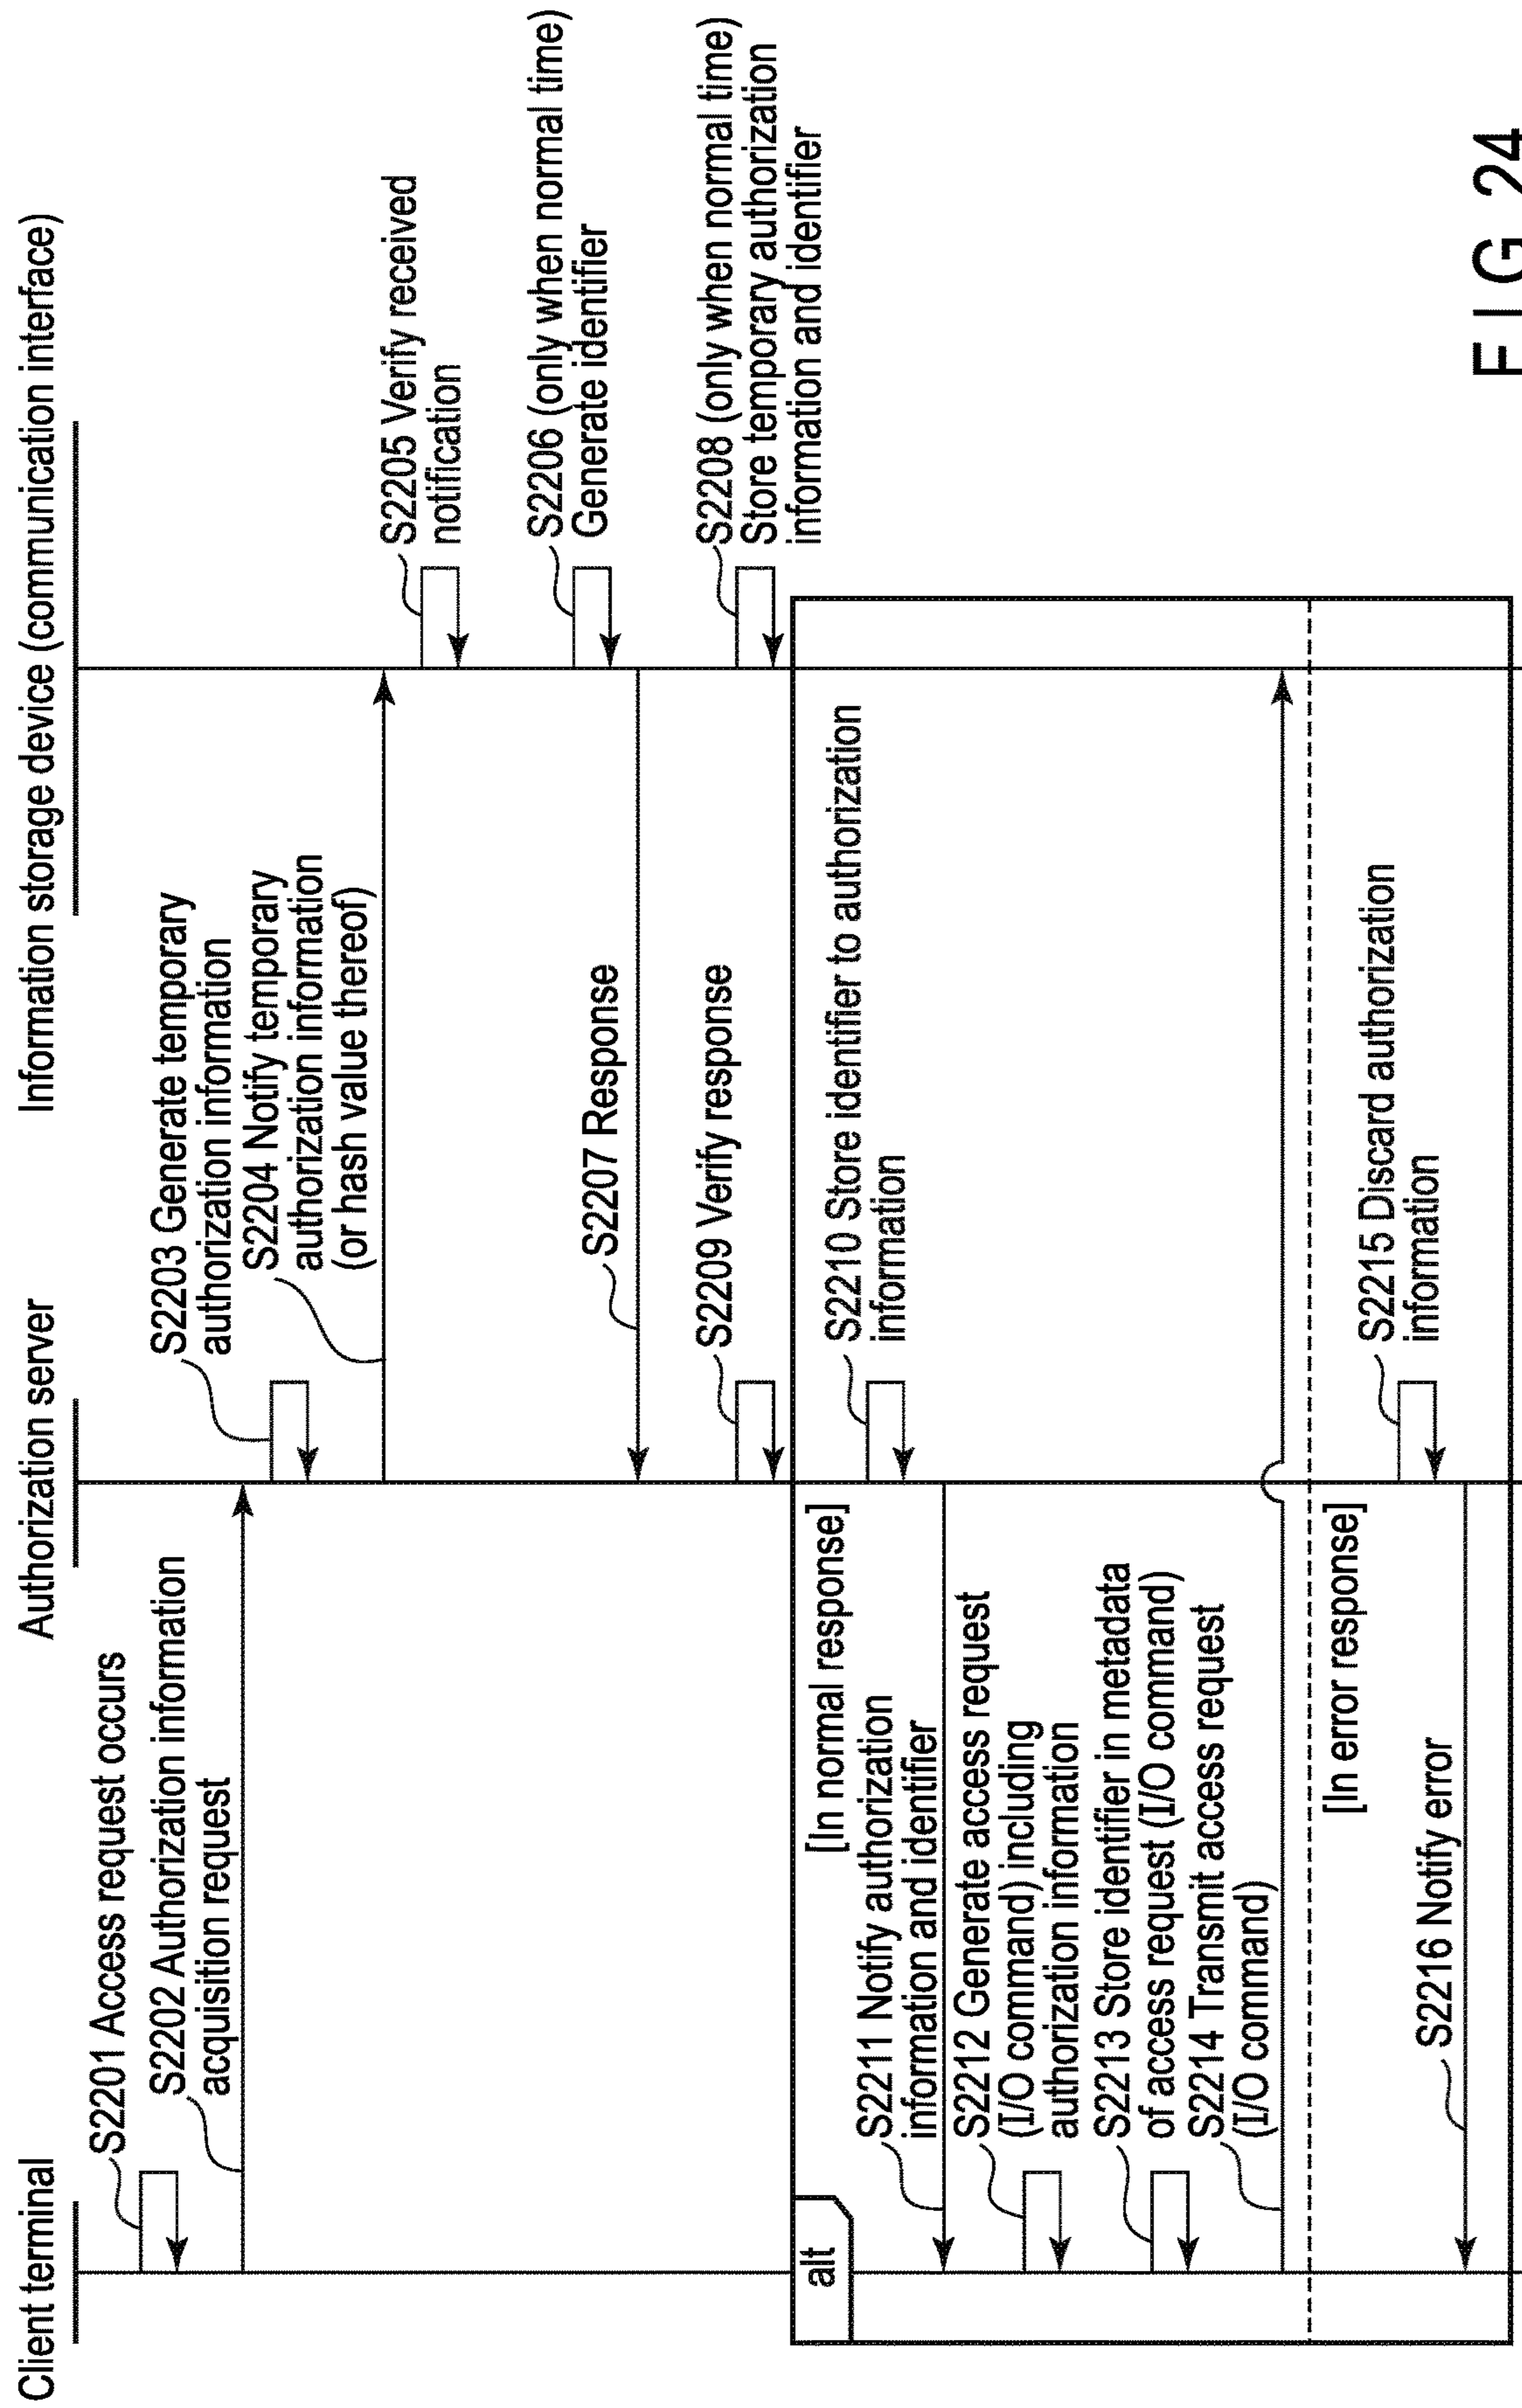 Client terminal
Authorization server
Information storage device (communication interface)
S2201 Access request occurs
S2202 Authorization information
acquisition request
S2203 Generate temporary
authorization information
S2204 Notify temporary
authorization information
(or hash value thereof)
S2205 Verify received
notification
S2206 (only when normal time)
Generate identifier
S2207 Response
S2208 (only when normal time)
Store temporary authorization
information and identifier
S2209 Verify response
alt
[In normal response]
S2210 Store identifier to authorization
information
S2211 Notify authorization
information and identifier
S2212 Generate access request
(I/O command) including
authorization information
S2213 Store identifier in metadata
of access request (I/O command)
S2214 Transmit access request
(I/O command)
[In error response]
S2215 Discard authorization
information
S2216 Notify error
FIG 24